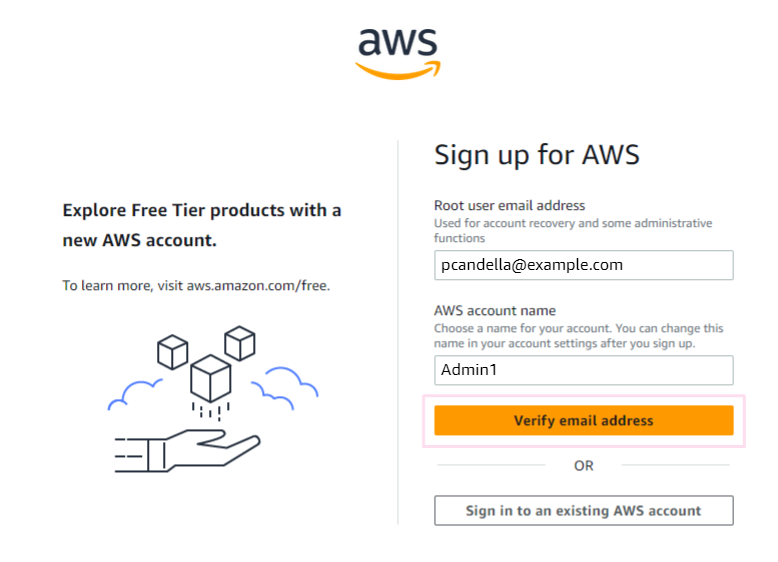 aws
Explore Free Tier products with a
new AWS account.
To learn more, visit aws.amazon.com/free.
Sign up for AWS
Root user email address
Used for account recovery and some administrative
functions
pcandella@example.com
AWS account name
Choose a name for your account. You can change this
name in your account settings after you sign up.
Admin1
Verify email address
OR
Sign in to an existing AWS account